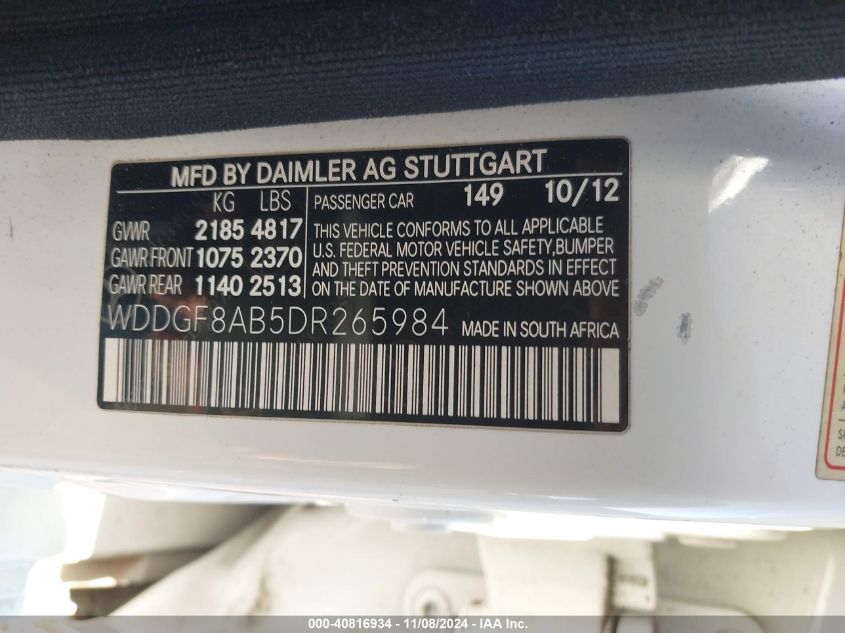 MFD BY DAIMLER AG STUTTGART
KG LBS
GVWR 2185 4817
GAWR FRONT 1075 2370
GAWR REAR 1140 2513
PASSENGER CAR 149 10/12
THIS VEHICLE CONFORMS TO ALL APPLICABLE
U.S. FEDERAL MOTOR VEHICLE SAFETY,BUMPER
AND THEFT PREVENTION STANDARDS IN EFFECT
ON THE DATE OF MANUFACTURE SHOWN ABOVE
WDDGF8AB5DR265984 MADE IN SOUTH AFRICA
000-40816934 - 11/08/2024 - IAA Inc.